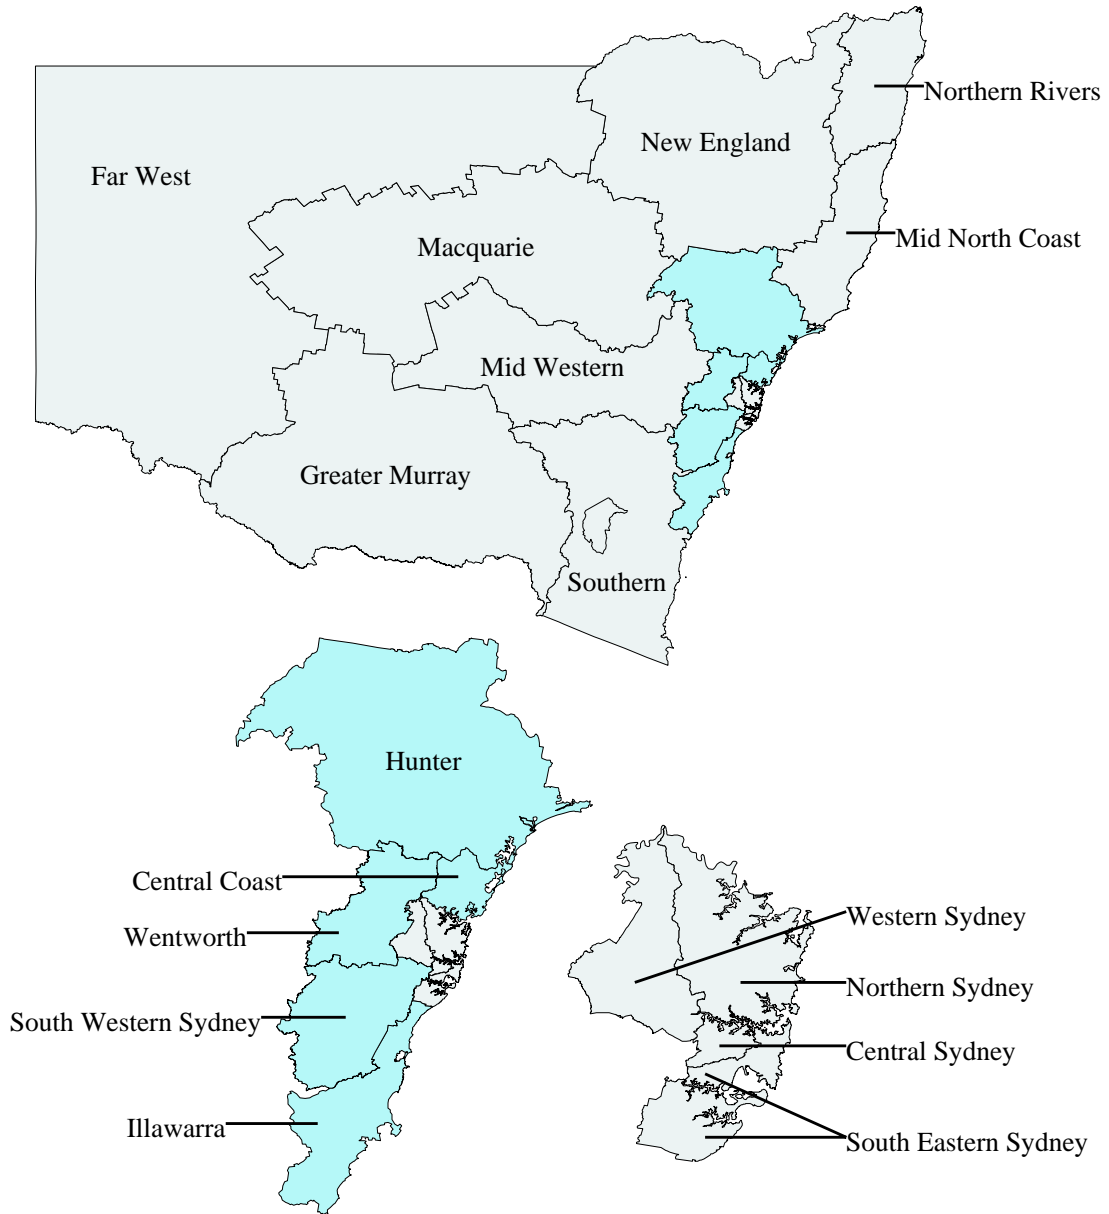 Northern Rivers
New England
Far West
Mid North Coast
Macquarie
Mid Western
Greater Murray
Southern
Hunter
Central Coast
Wentworth
South Western Sydney
Illawarra
Western Sydney
Northern Sydney
Central Sydney
South Eastern Sydney